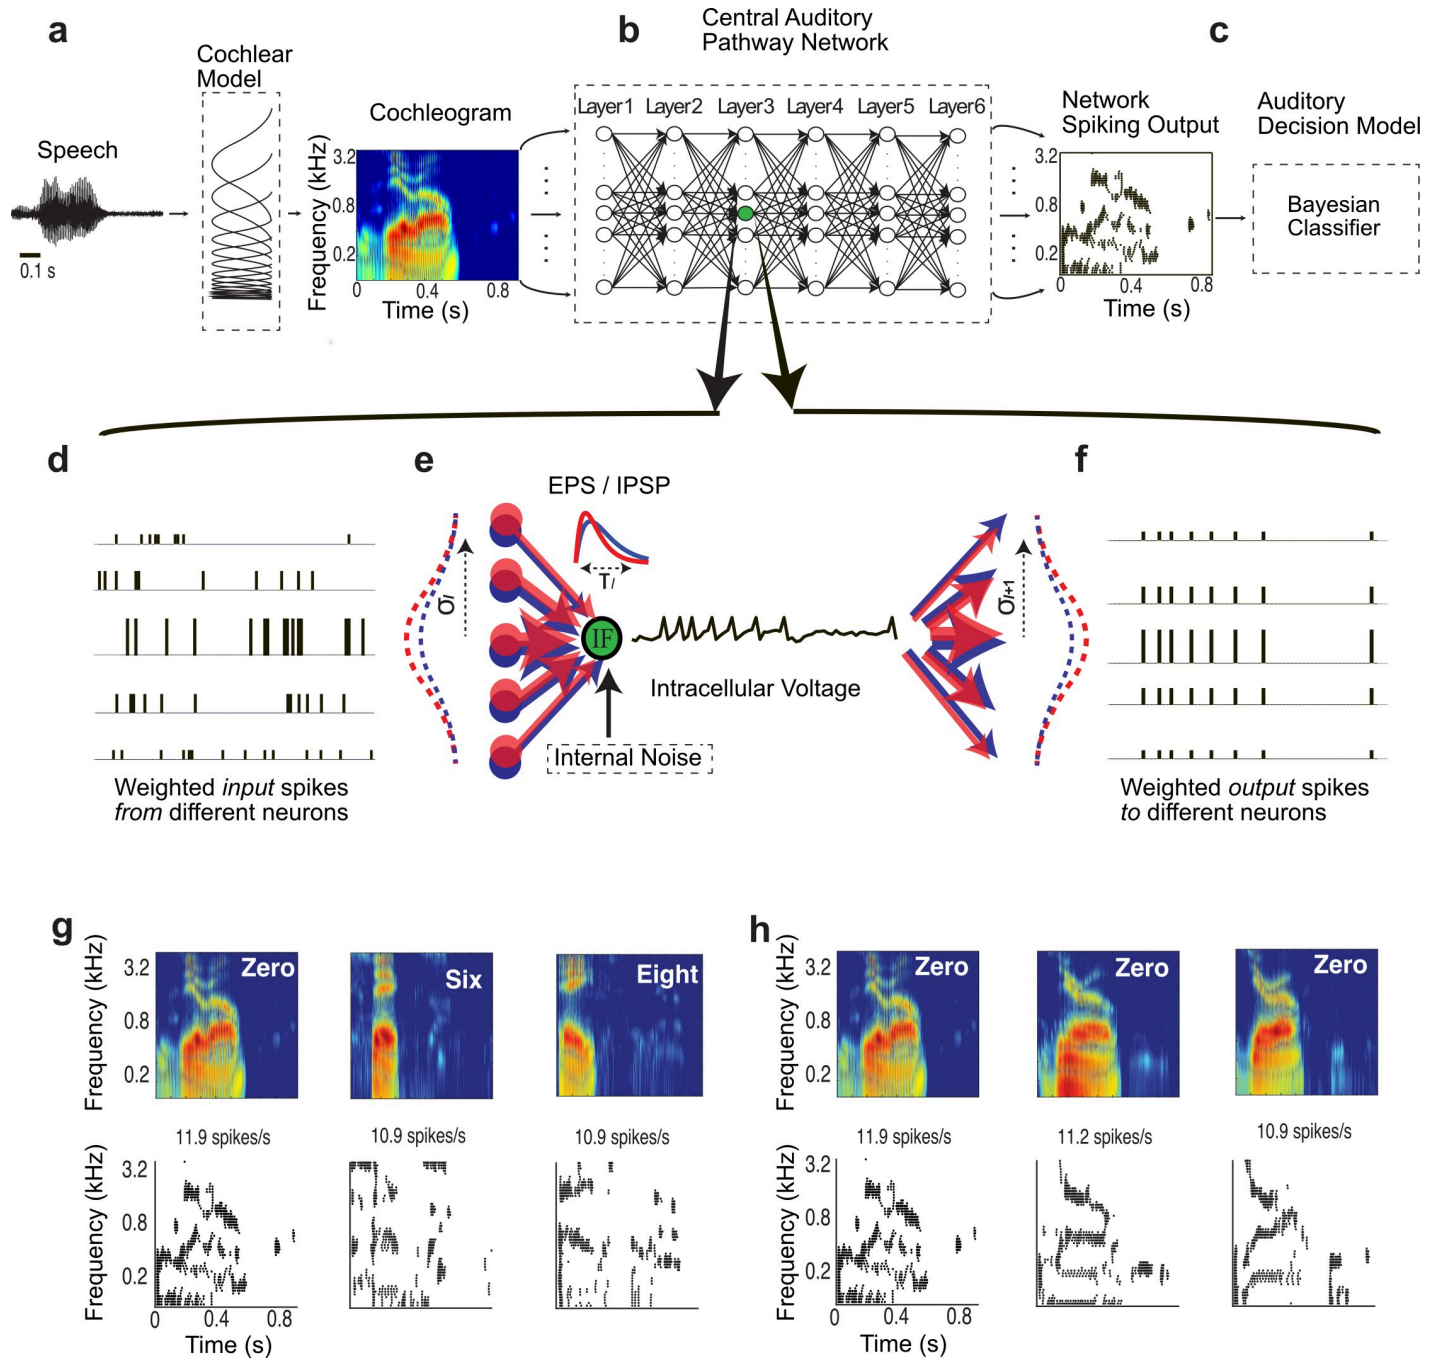 a
b
c
Central Auditory
Pathway Network
Cochlear
Model
Speech
0.1 s
Cochleogram
Frequency (kHz)
3.2
0.8
0.2
0
0.4
0.8
Time (s)
Layer1 Layer2 Layer3 Layer4 Layer5 Layer6
Network
Spiking Output
3.2
0.8
0.2
0.4
0.8
Time (s)
Auditory
Decision Model
Bayesian
Classifier
d
Weighted input spikes
from different neurons
e
EPS / IPSP
Tl
σl
IF
Internal Noise
Intracellular Voltage
σl+1
f
Weighted output spikes
to different neurons
g
Frequency (kHz)
3.2
0.8
0.2
Zero
Six
Eight
11.9 spikes/s
10.9 spikes/s
10.9 spikes/s
Frequency (kHz)
3.2
0.8
0.2
0
0.4
0.8
Time (s)
h
Frequency (kHz)
3.2
0.8
0.2
Zero
Zero
Zero
11.9 spikes/s
11.2 spikes/s
10.9 spikes/s
Frequency (kHz)
3.2
0.8
0.2
0
0.4
0.8
Time (s)